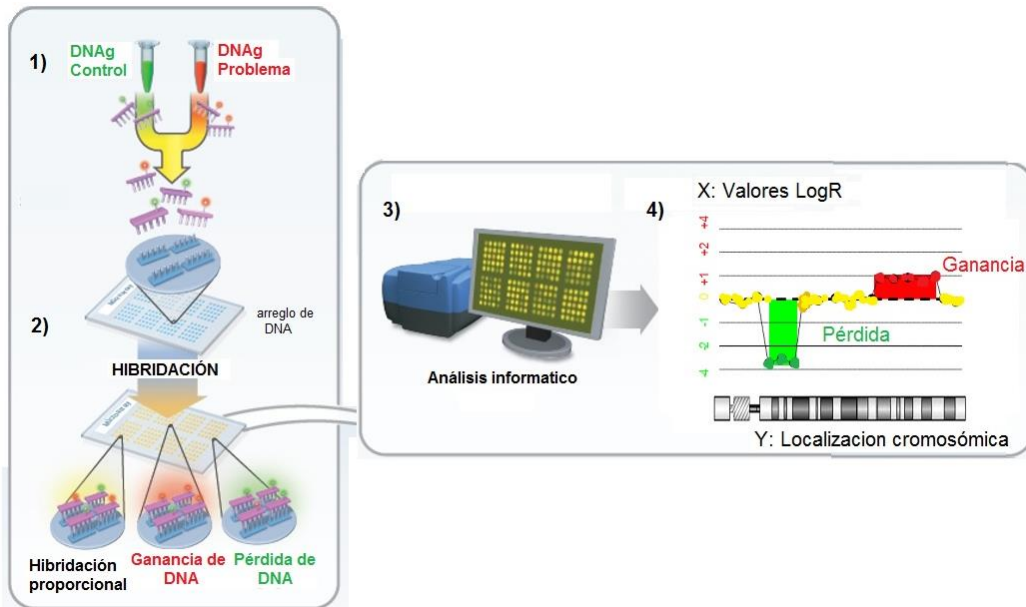 1)
DNAg
Control
DNAg
Problema
2)
arreglo de
DNA
HIBRIDACIÓN
Hibridación
proporcional
Ganancia de
DNA
Pérdida de
DNA
3)
Análisis informatico
4)
X: Valores LogR
+4
+2
+1
0
-1
-2
-4
Ganancia
Pérdida
Y: Localizacion cromosómica